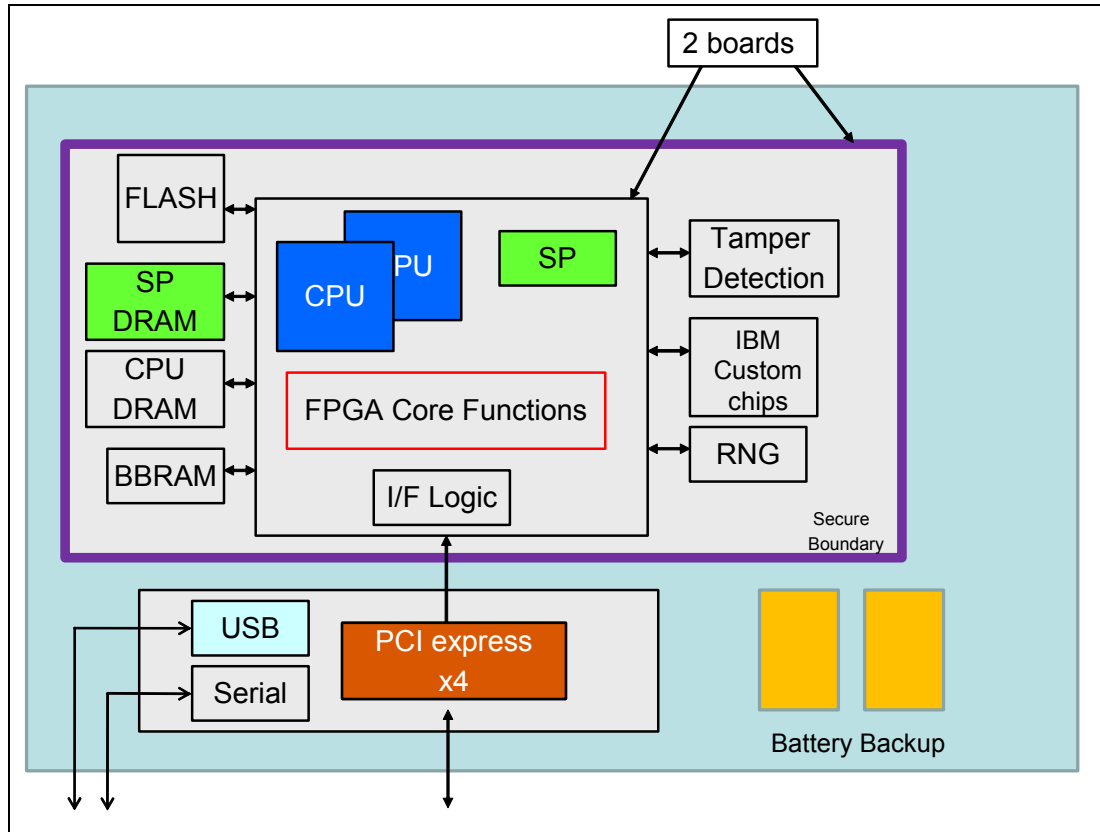 2 boards
FLASH
SP
DRAM
CPU
DRAM
BBRAM
PU
CPU
SP
FPGA Core Functions
I/F Logic
Tamper
Detection
IBM
Custom
chips
RNG
Secure
Boundary
USB
Serial
PCI express
x4
Battery Backup